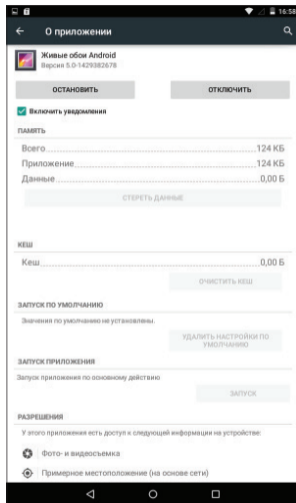 16:58
О приложении
Живые обои Android
Версия 5.0-1429382678
ОСТАНОВИТЬ
ОТКЛЮЧИТЬ
Включить уведомления
ПАМЯТЬ
Всего 124 КБ
Приложение 124 КБ
Данные 0,00 Б
СТЕРЕТЬ ДАННЫЕ
КЕШ
Кеш 0,00 Б
ОЧИСТИТЬ КЕШ
ЗАПУСК ПО УМОЛЧАНИЮ
Значения по умолчанию не установлены.
УДАЛИТЬ НАСТРОЙКИ ПО
УМОЛЧАНИЮ
ЗАПУСК ПРИЛОЖЕНИЯ
Запуск приложения по основному действию
ЗАПУСК
РАЗРЕШЕНИЯ
У этого приложения есть доступ к следующей информации на устройстве:
Фото- и видеосъемка
Примерное местоположение (на основе сети)